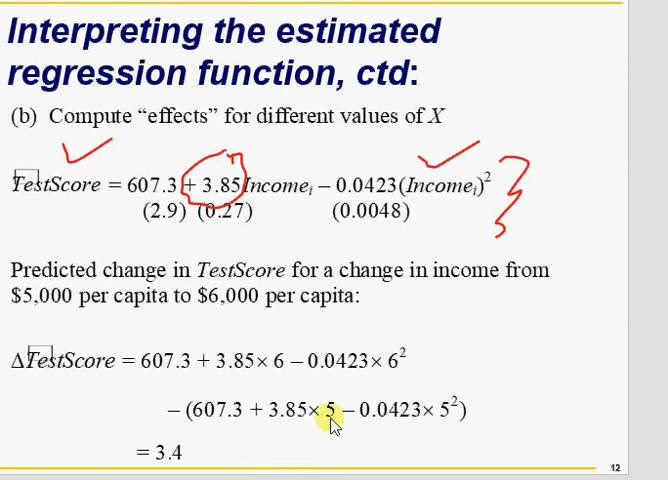 Interpreting the estimated
regression function, ctd:
(b) Compute “effects” for different values of X
TestScore = 607.3 + 3.85Incomeᵢ – 0.0423(Incomeᵢ)²
(2.9) (0.27) (0.0048)
Predicted change in TestScore for a change in income from
$5,000 per capita to $6,000 per capita:
ΔTestScore = 607.3 + 3.85× 6 – 0.0423× 6²
– (607.3 + 3.85× 5 – 0.0423× 5²)
= 3.4
12